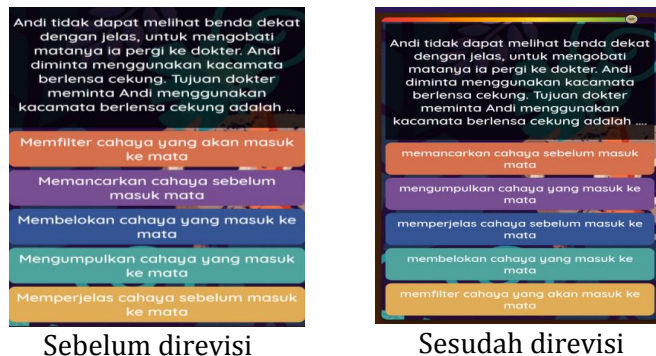 Andi tidak dapat melihat benda dekat
dengan jelas, untuk mengobati
matanya ia pergi ke dokter. Andi
diminta menggunakan kacamata
berlensa cekung. Tujuan dokter
meminta Andi menggunakan
kacamata berlensa cekung adalah ...
Memfilter cahaya yang akan masuk
ke mata
Memancarkan cahaya sebelum
masuk mata
Membelokan cahaya yang masuk ke
mata
Mengumpulkan cahaya yang masuk
ke mata
Memperjelas cahaya sebelum masuk
ke mata
Sebelum direvisi
Andi tidak dapat melihat benda dekat
dengan jelas, untuk mengobati
matanya ia pergi ke dokter. Andi
diminta menggunakan kacamata
berlensa cekung. Tujuan dokter
meminta Andi menggunakan
kacamata berlensa cekung adalah ....
memancarkan cahaya sebelum masuk
mata
mengumpulkan cahaya yang masuk ke
mata
memperjelas cahaya sebelum masuk ke
mata
membelokan cahaya yang masuk ke
mata
memfilter cahaya yang akan masuk ke
mata
Sesudah direvisi